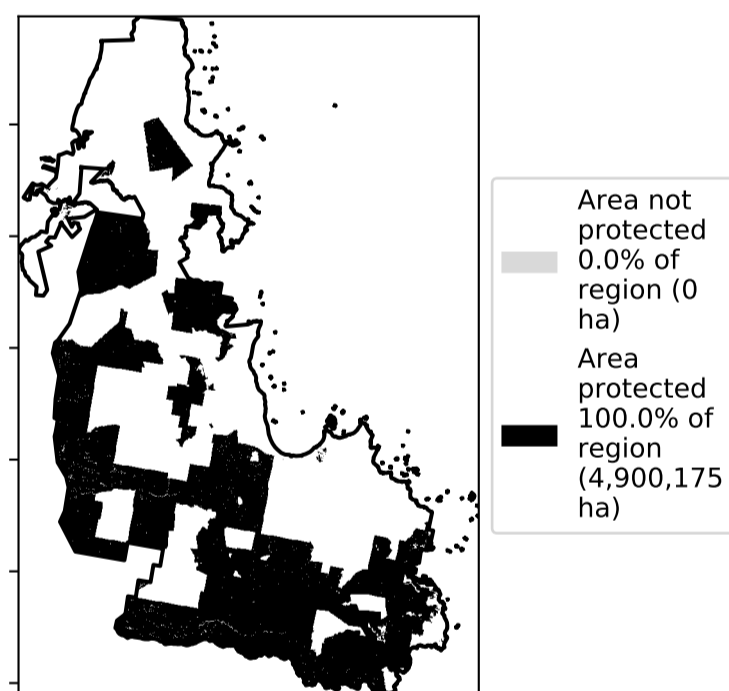 Area not
protected
0.0% of
region (0
ha)
Area
protected
100.0% of
region
(4,900,175
ha)